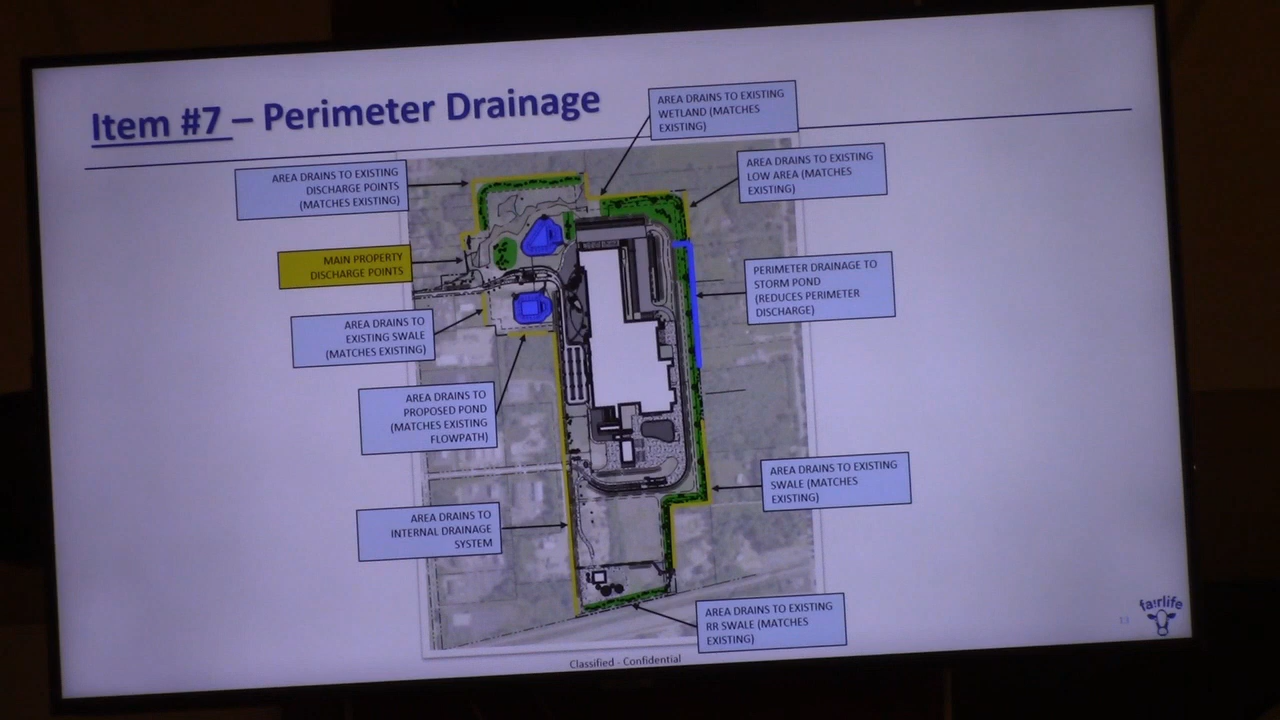 Item #7 – Perimeter Drainage
AREA DRAINS TO EXISTING
WETLAND (MATCHES
EXISTING)
AREA DRAINS TO EXISTING
DISCHARGE POINTS
(MATCHES EXISTING)
AREA DRAINS TO EXISTING
LOW AREA (MATCHES
EXISTING)
MAIN PROPERTY
DISCHARGE POINTS
PERIMETER DRAINAGE TO
STORM POND
(REDUCES PERIMETER
DISCHARGE)
AREA DRAINS TO
EXISTING SWALE
(MATCHES EXISTING)
AREA DRAINS TO
PROPOSED POND
(MATCHES EXISTING
FLOWPATH)
AREA DRAINS TO EXISTING
SWALE (MATCHES
EXISTING)
AREA DRAINS TO
INTERNAL DRAINAGE
SYSTEM
AREA DRAINS TO EXISTING
RR SWALE (MATCHES
EXISTING)
fairlife
13
Classified - Confidential